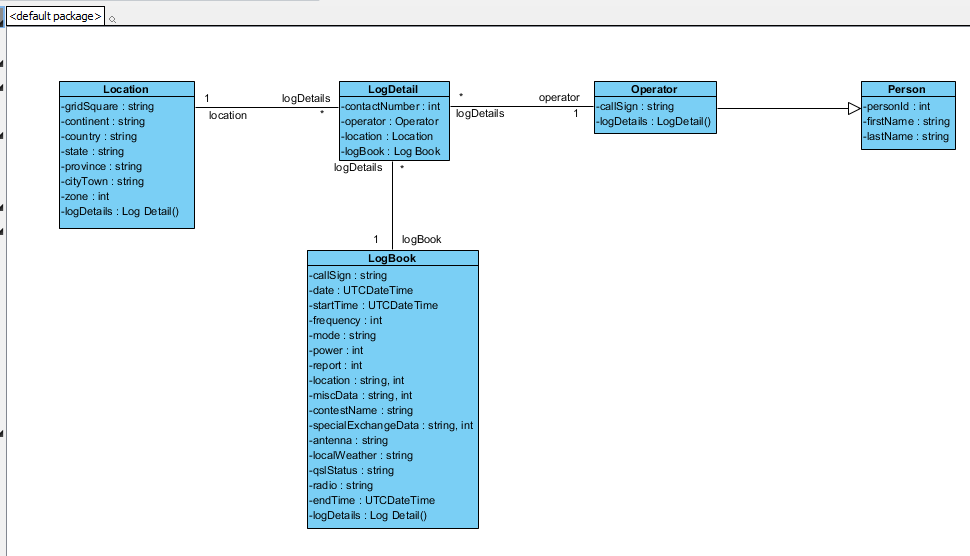 <default package>
Location
-gridSquare : string
-continent : string
-country : string
-state : string
-province : string
-cityTown : string
-zone : int
-logDetails : Log Detail()
1
location
logDetails
*
LogDetail
-contactNumber : int
-operator : Operator
-location : Location
-logBook : Log Book
*
logDetails
operator
1
Operator
-callSign : string
-logDetails : LogDetail()
Person
-personId : int
-firstName : string
-lastName : string
logDetails
*
1
logBook
LogBook
-callSign : string
-date : UTCDateTime
-startTime : UTCDateTime
-frequency : int
-mode : string
-power : int
-report : int
-location : string, int
-miscData : string, int
-contestName : string
-specialExchangeData : string, int
-antenna : string
-localWeather : string
-qslStatus : string
-radio : string
-endTime : UTCDateTime
-logDetails : Log Detail()